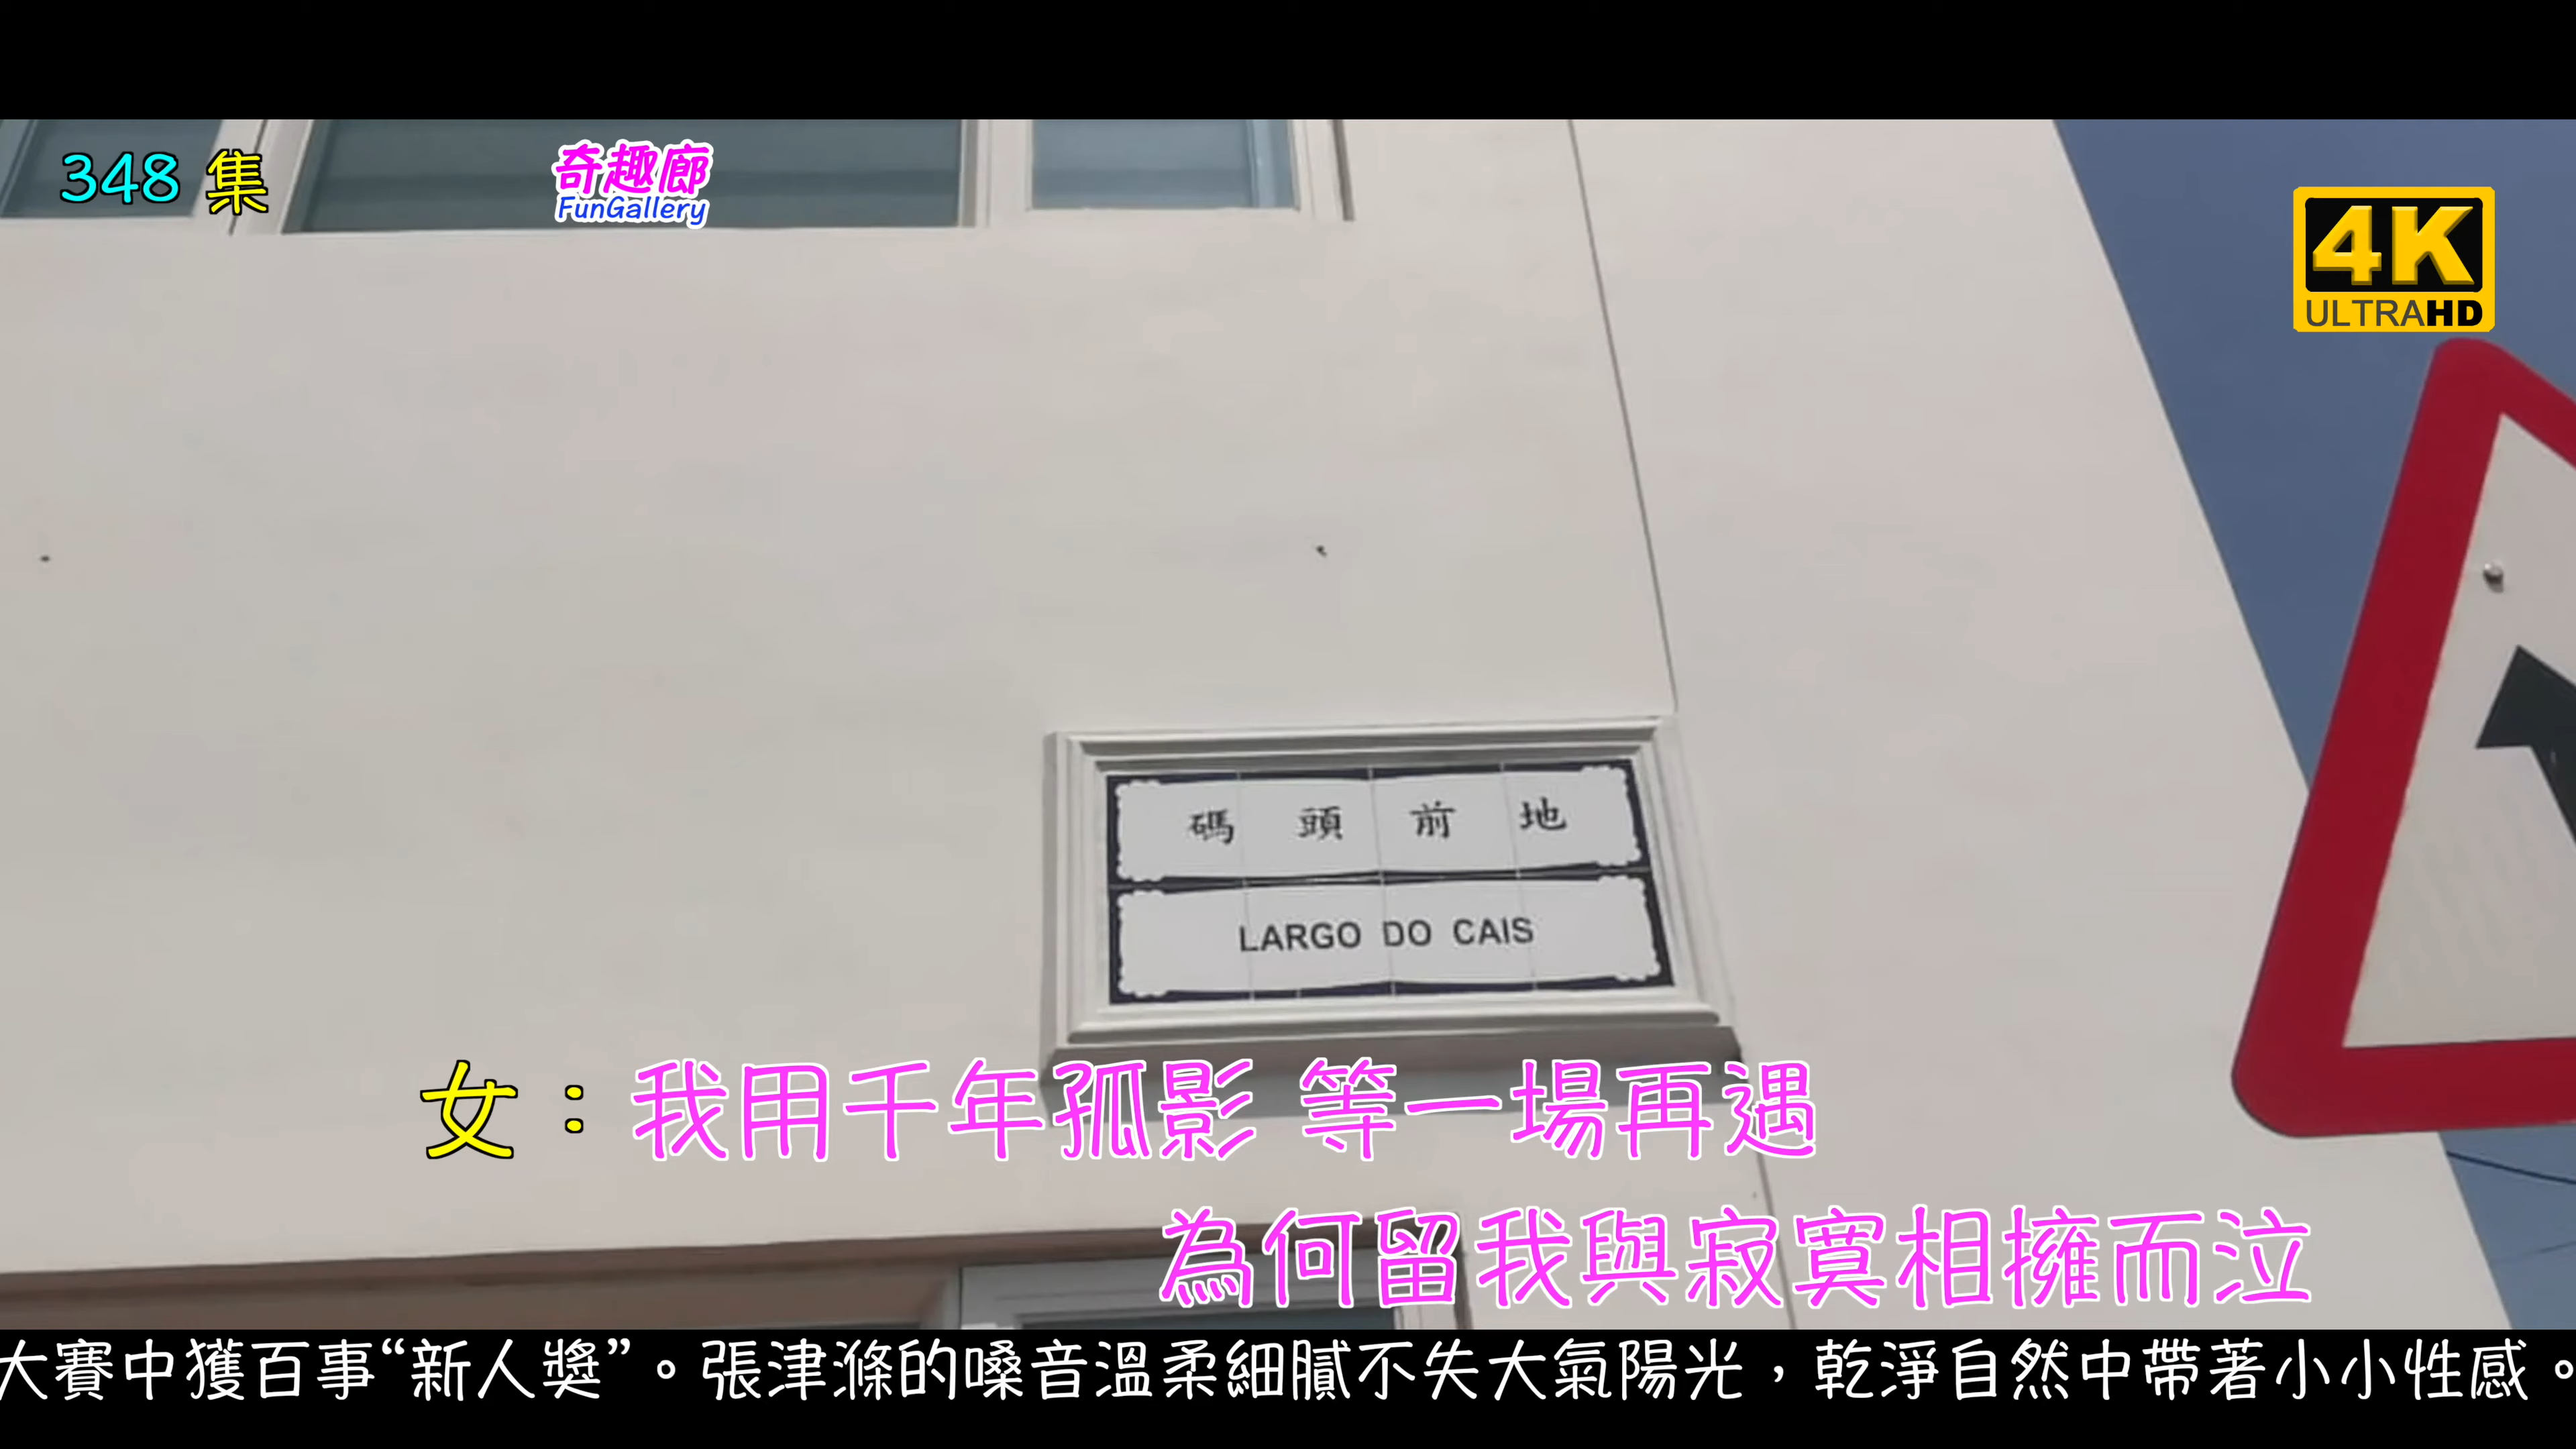 348 集
奇趣廊
FunGallery
4K
ULTRAHD
碼頭前地
LARGO DO CAIS
女：我用千年孤影 等一場再遇
為何留我與寂寞相擁而泣
大賽中獲百事“新人獎”。張津滌的嗓音溫柔細膩不失大氣陽光，乾淨自然中帶著小小性感。